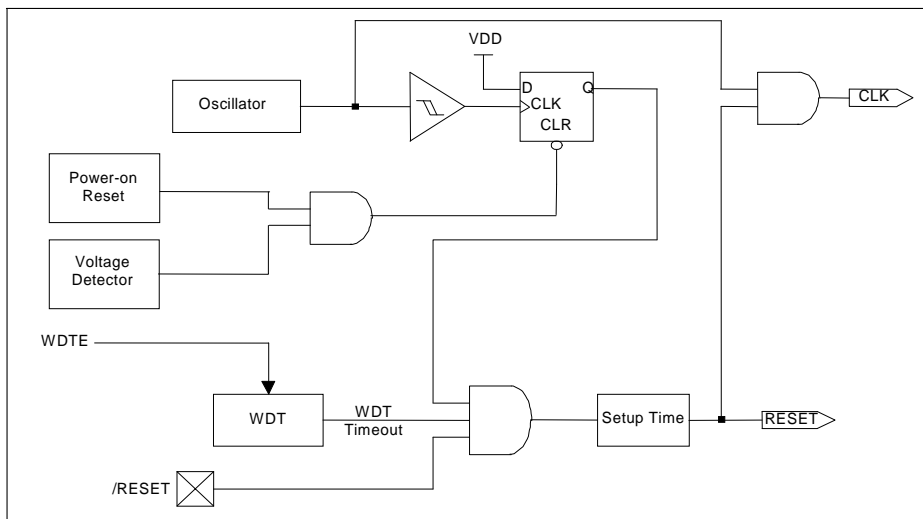 VDD
Oscillator
D
Q
CLK
CLR
CLK
Power-on
Reset
Voltage
Detector
WDTE
WDT
WDT
Timeout
Setup Time
RESET
/RESET